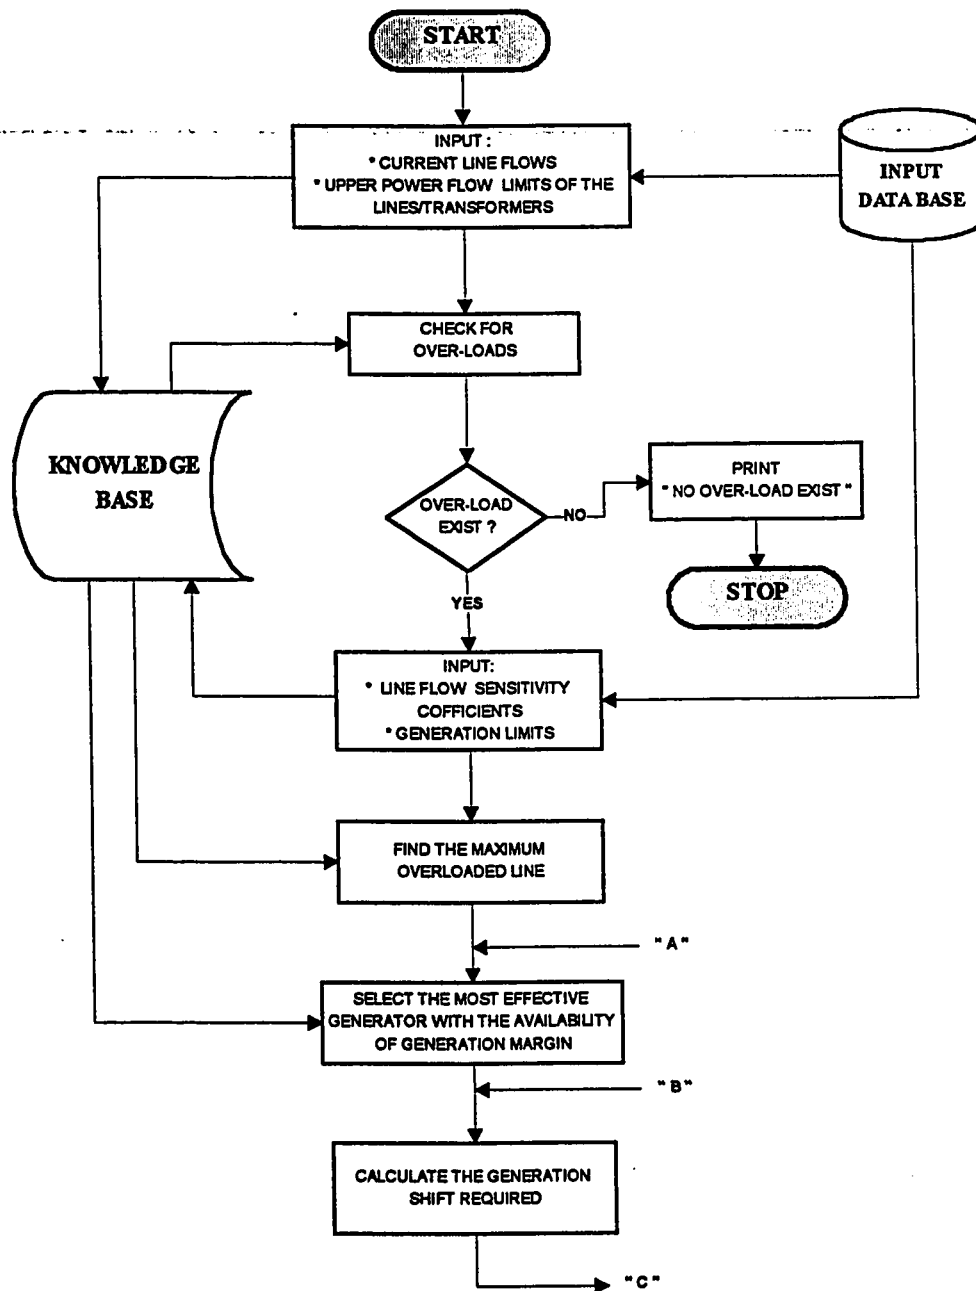 START
INPUT :
* CURRENT LINE FLOWS
* UPPER POWER FLOW LIMITS OF THE
LINES/TRANSFORMERS
INPUT
DATA BASE
CHECK FOR
OVER-LOADS
KNOWLEDGE
BASE
OVER-LOAD
EXIST ?
NO
PRINT
" NO OVER-LOAD EXIST "
STOP
YES
INPUT:
* LINE FLOW SENSITIVITY
COFFICIENTS
* GENERATION LIMITS
FIND THE MAXIMUM
OVERLOADED LINE
"A"
SELECT THE MOST EFFECTIVE
GENERATOR WITH THE AVAILABILITY
OF GENERATION MARGIN
"B"
CALCULATE THE GENERATION
SHIFT REQUIRED
"C"